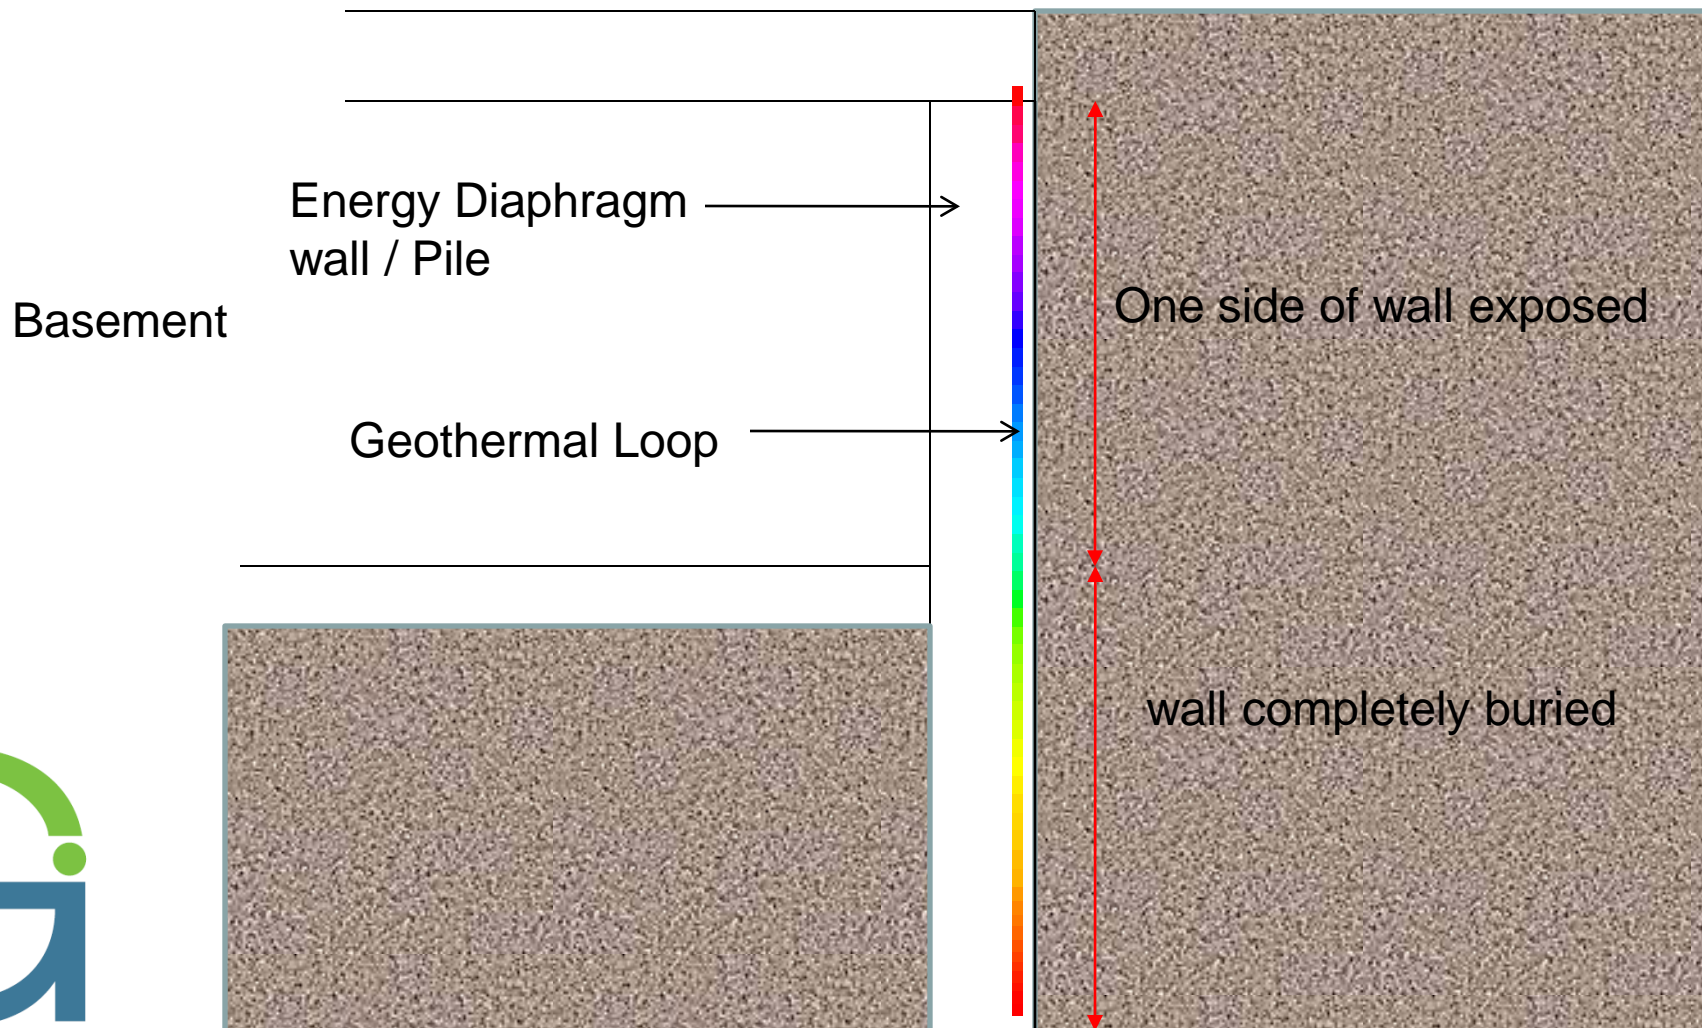 Energy Diaphragm
wall / Pile
Basement
One side of wall exposed
Geothermal Loop
wall completely buried